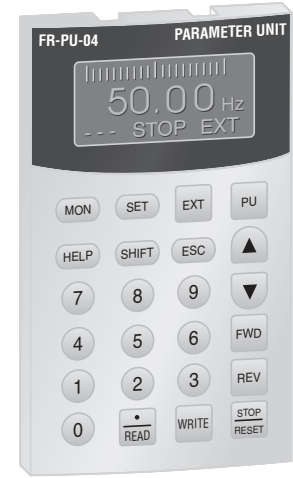 FR-PU-04 PARAMETER UNIT
50.00 Hz
--- STOP EXT
MON SET EXT PU
HELP SHIFT ESC ▲
7 8 9 ▼
4 5 6 FWD
1 2 3 REV
0 • READ WRITE STOP RESET